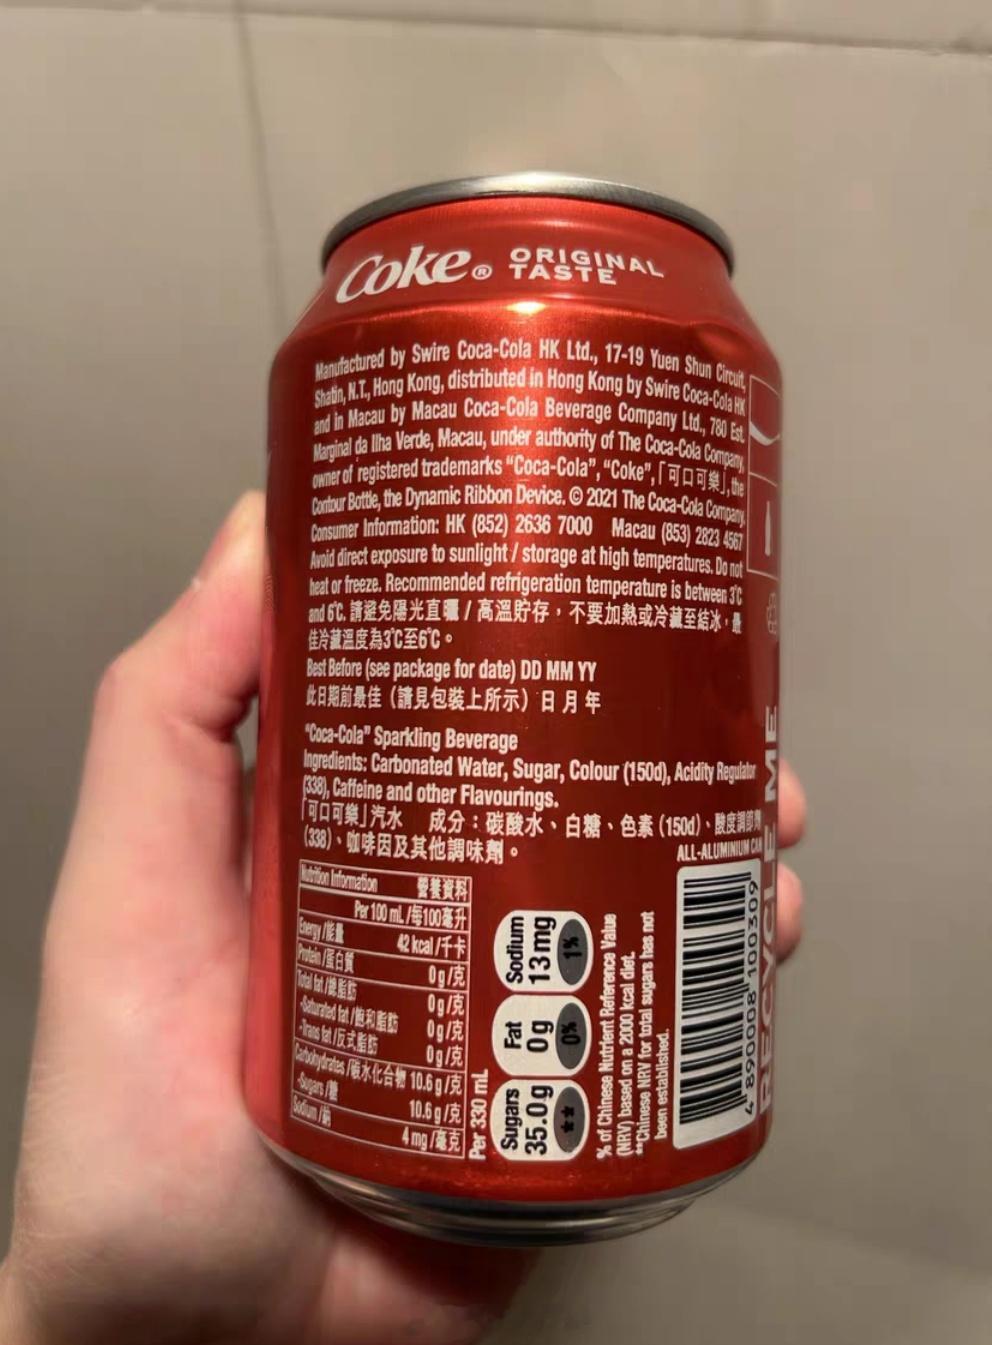 Coke® ORIGINAL
TASTE
Manufactured by Swire Coca-Cola HK Ltd., 17-19 Yuen Shun Circuit,
Shatin, N.T., Hong Kong, distributed in Hong Kong by Swire Coca-Cola HK
and in Macau by Macau Coca-Cola Beverage Company Ltd., 780 Est.
Marginal da Ilha Verde, Macau, under authority of The Coca-Cola Company,
owner of registered trademarks “Coca-Cola”, “Coke”,「可口可樂」, the
Contour Bottle, the Dynamic Ribbon Device. © 2021 The Coca-Cola Company.
Consumer Information: HK (852) 2636 7000 Macau (853) 2823 4567
Avoid direct exposure to sunlight / storage at high temperatures. Do not
heat or freeze. Recommended refrigeration temperature is between 3℃
and 6℃. 請避免陽光直曬 / 高溫貯存，不要加熱或冷藏至結冰，最
佳冷藏溫度為3℃至6℃。
Best Before (see package for date) DD MM YY
此日期前最佳（請見包裝上所示）日 月 年
“Coca-Cola” Sparkling Beverage
Ingredients: Carbonated Water, Sugar, Colour (150d), Acidity Regulator
(338), Caffeine and other Flavourings.
「可口可樂」汽水 成分：碳酸水、白糖、色素 (150d)、酸度調節劑
(338)、咖啡因及其他調味劑。
ALL-ALUMINIUM CAN
Nutrition Information 營養資料
Per 100 mL /每100毫升
Energy /能量 42 kcal /千卡
Protein /蛋白質 0 g /克
Total fat /總脂肪 0 g /克
-Saturated fat /飽和脂肪 0 g /克
-Trans fat /反式脂肪 0 g /克
Carbohydrates /碳水化合物 10.6 g /克
-Sugars /糖 10.6 g /克
Sodium /鈉 4 mg /毫克
Per 330 mL
Sugars
35.0g
**
Fat
0g
0%
Sodium
13mg
1%
% of Chinese Nutrient Reference Value
(NRV) based on a 2000 kcal diet.
**Chinese NRV for total sugars has not
been established.
4 890008 100309
RECYCLE ME